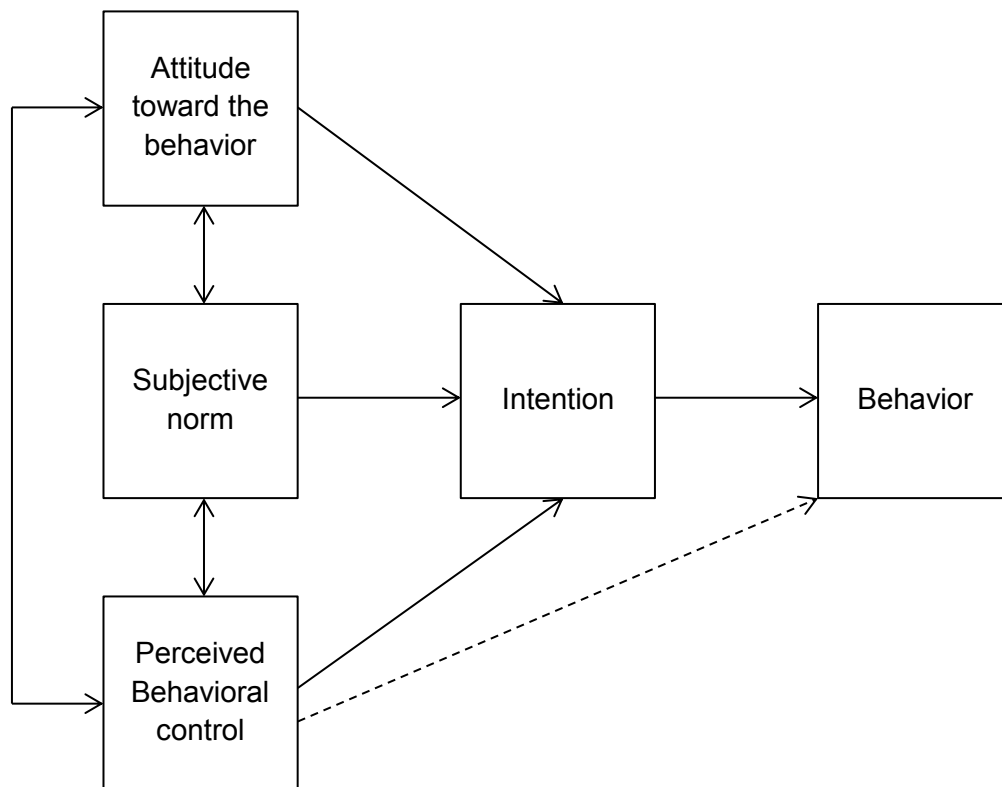 Attitude
toward the
behavior
Subjective
norm
Intention
Behavior
Perceived
Behavioral
control